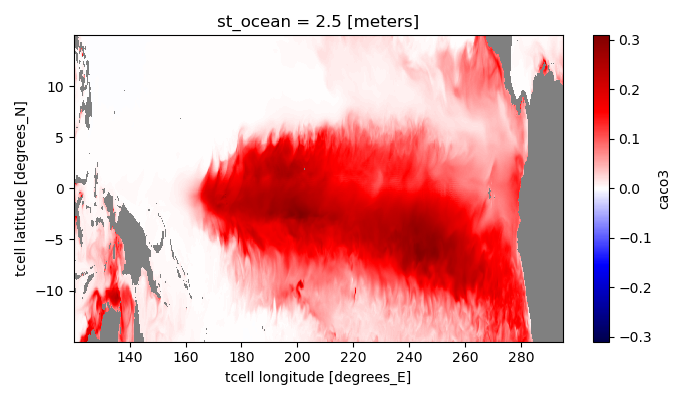 st_ocean = 2.5 [meters]
10
5
0
−5
−10
tcell latitude [degrees_N]
140 160 180 200 220 240 260 280
tcell longitude [degrees_E]
0.3
0.2
0.1
0.0
−0.1
−0.2
−0.3
caco3